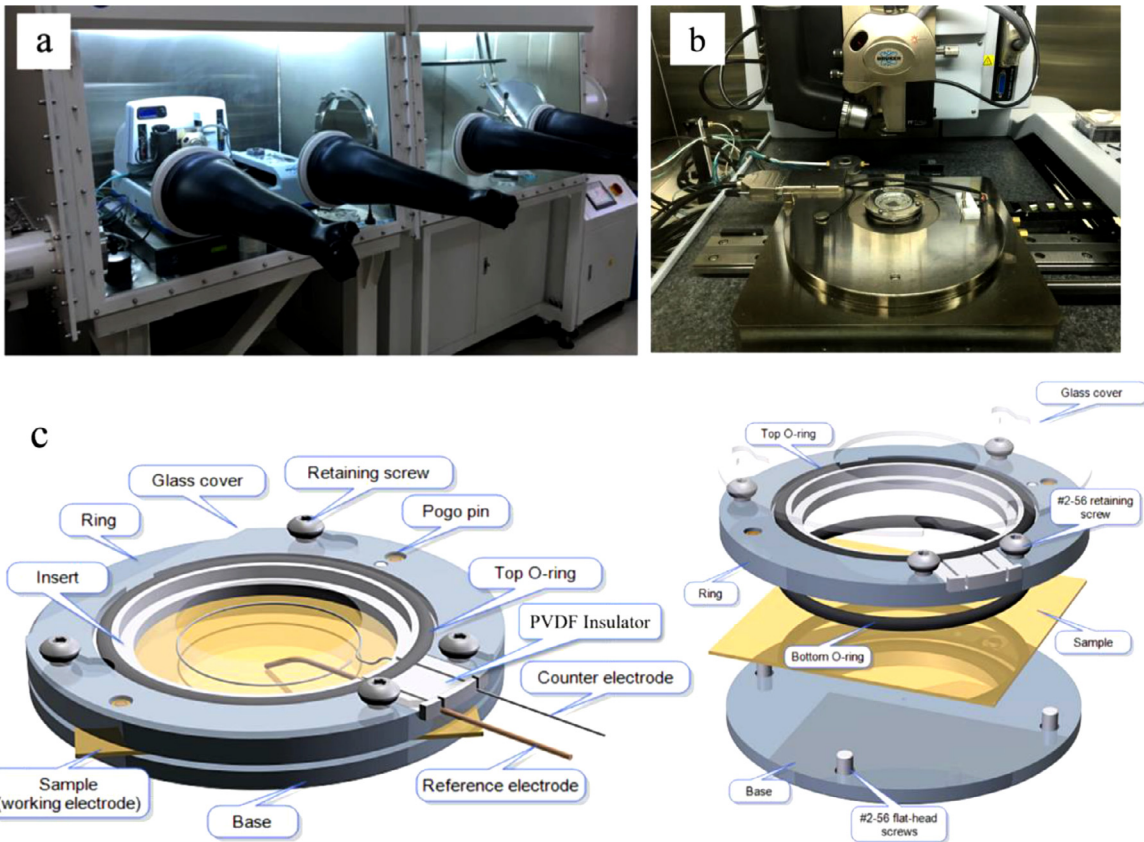 a
b
c
Glass cover
Retaining screw
Pogo pin
Ring
Insert
Top O-ring
PVDF Insulator
Counter electrode
Reference electrode
Sample
(working electrode)
Base
Glass cover
Top O-ring
#2-56 retaining
screw
Ring
Sample
Bottom O-ring
Base
#2-56 flat-head
screws